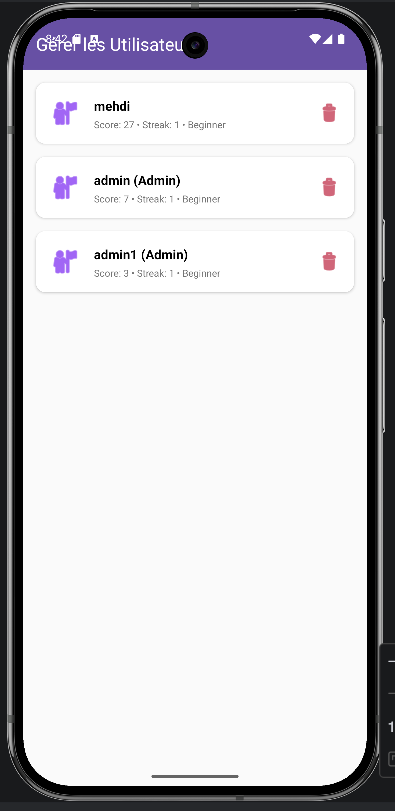 8:42
Gérer les Utilisateu
mehdi
Score: 27 • Streak: 1 • Beginner
admin (Admin)
Score: 7 • Streak: 1 • Beginner
admin1 (Admin)
Score: 3 • Streak: 1 • Beginner
1